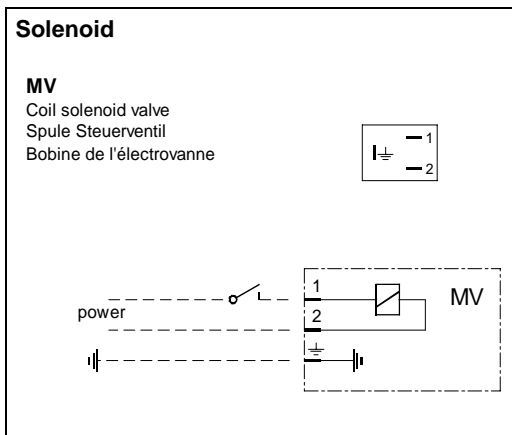 Solenoid
MV
Coil solenoid valve
Spule Steuerventil
Bobine de l'électrovanne
1
2
1
MV
power
2